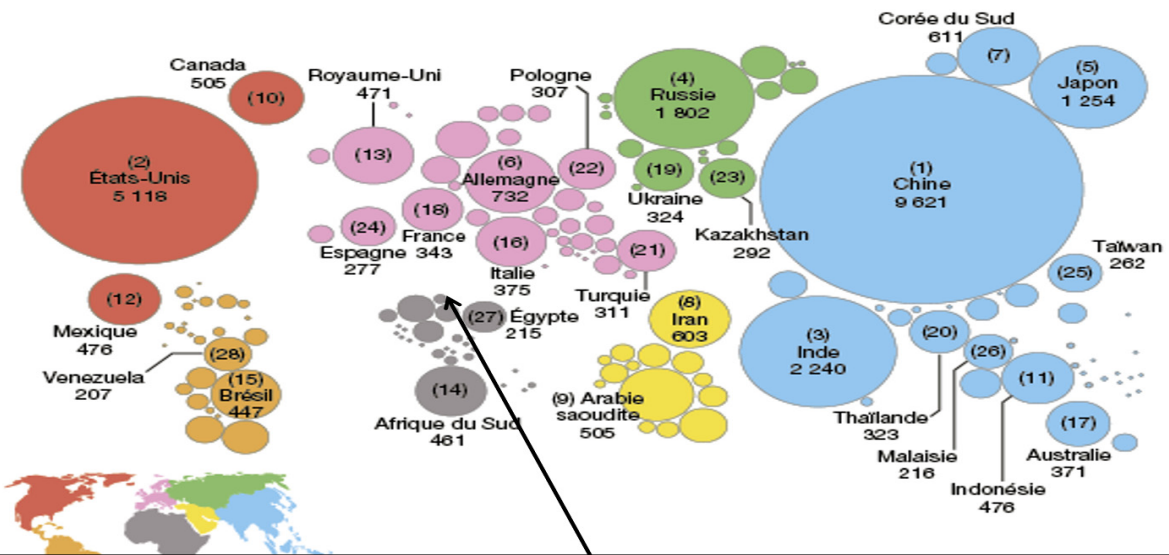 Canada
505
(10)
(2)
États-Unis
5 118
(12)
Mexique
476
(28)
Venezuela
207
(15)
Brésil
447
Royaume-Uni
471
(13)
Pologne
307
(22)
(6)
Allemagne
732
(18)
France
343
(24)
Espagne
277
(16)
Italie
375
(21)
Turquie
311
(4)
Russie
1 802
(19)
Ukraine
324
(23)
Kazakhstan
292
(27)
Égypte
215
(14)
Afrique du Sud
461
(8)
Iran
603
(9) Arabie
saoudite
505
Corée du Sud
611
(7)
(5)
Japon
1 254
(1)
Chine
9 621
Taïwan
262
(25)
(3)
Inde
2 240
(20)
Thaïlande
323
(26)
Malaisie
216
(11)
Indonésie
476
(17)
Australie
371